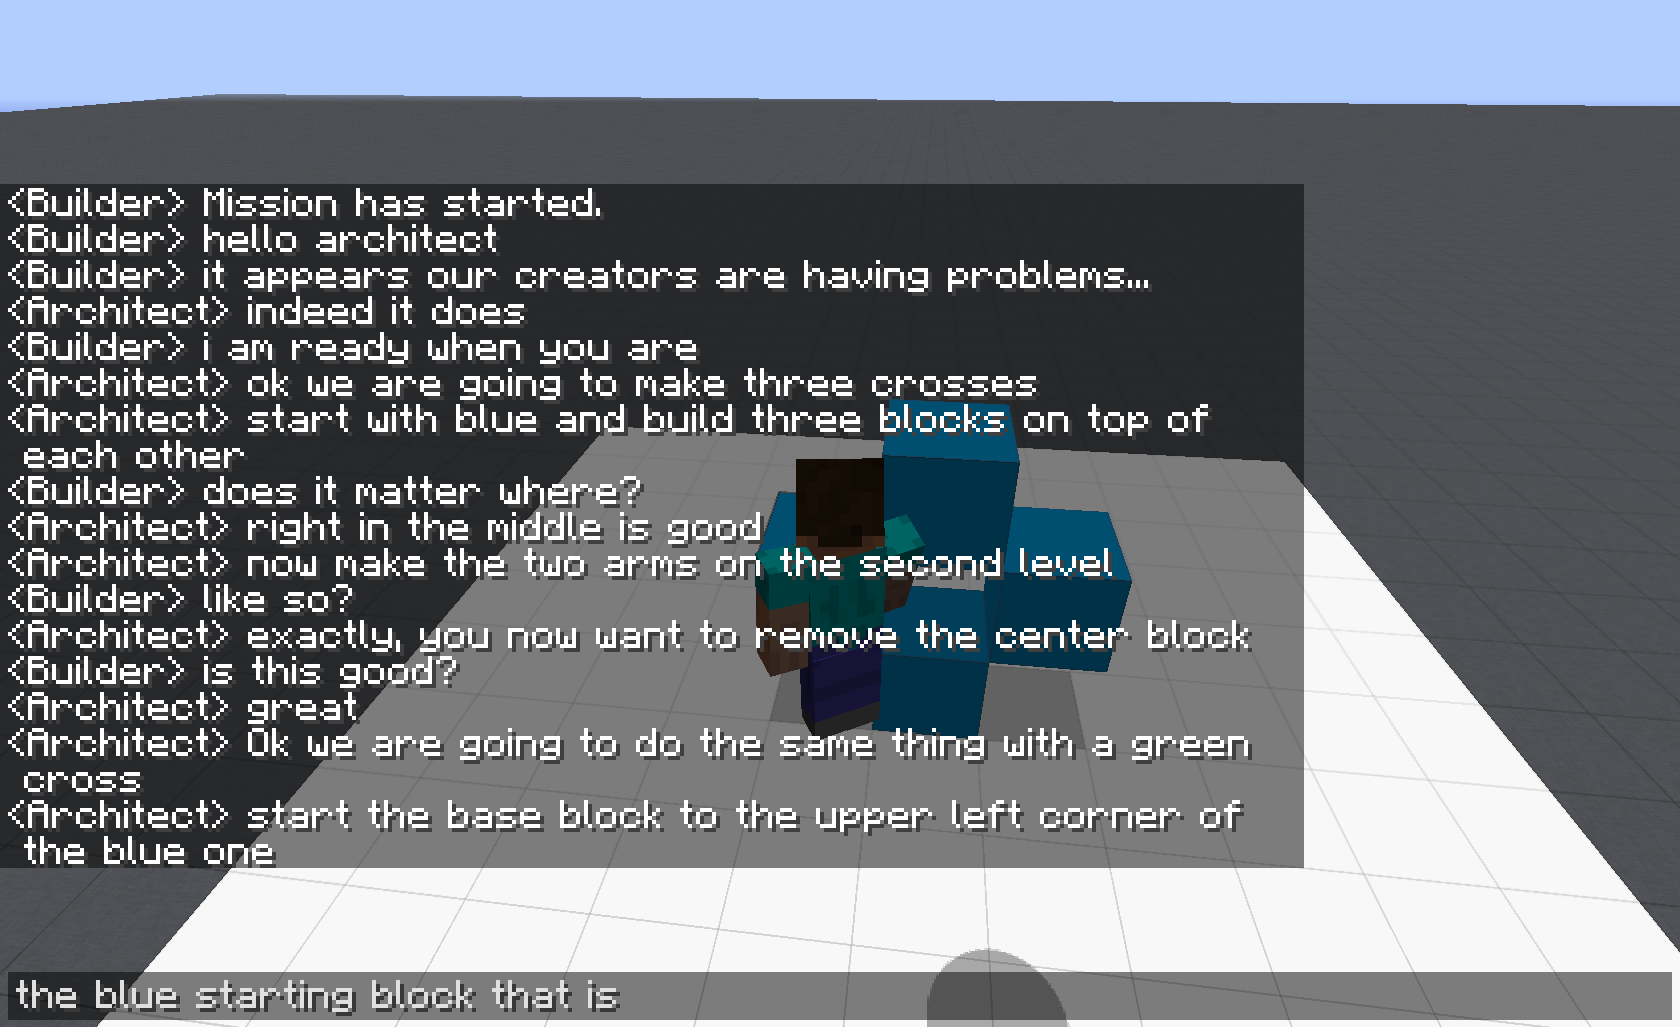 <Builder> Mission has started.
<Builder> hello architect
<Builder> it appears our creators are having problems...
<Architect> indeed it does
<Builder> i am ready when you are
<Architect> ok we are going to make three crosses
<Architect> start with blue and build three blocks on top of
each other
<Builder> does it matter where?
<Architect> right in the middle is good
<Architect> now make the two arms on the second level
<Builder> like so?
<Architect> exactly, you now want to remove the center block
<Builder> is this good?
<Architect> great
<Architect> Ok we are going to do the same thing with a green
cross
<Architect> start the base block to the upper left corner of
the blue one
the blue starting block that is